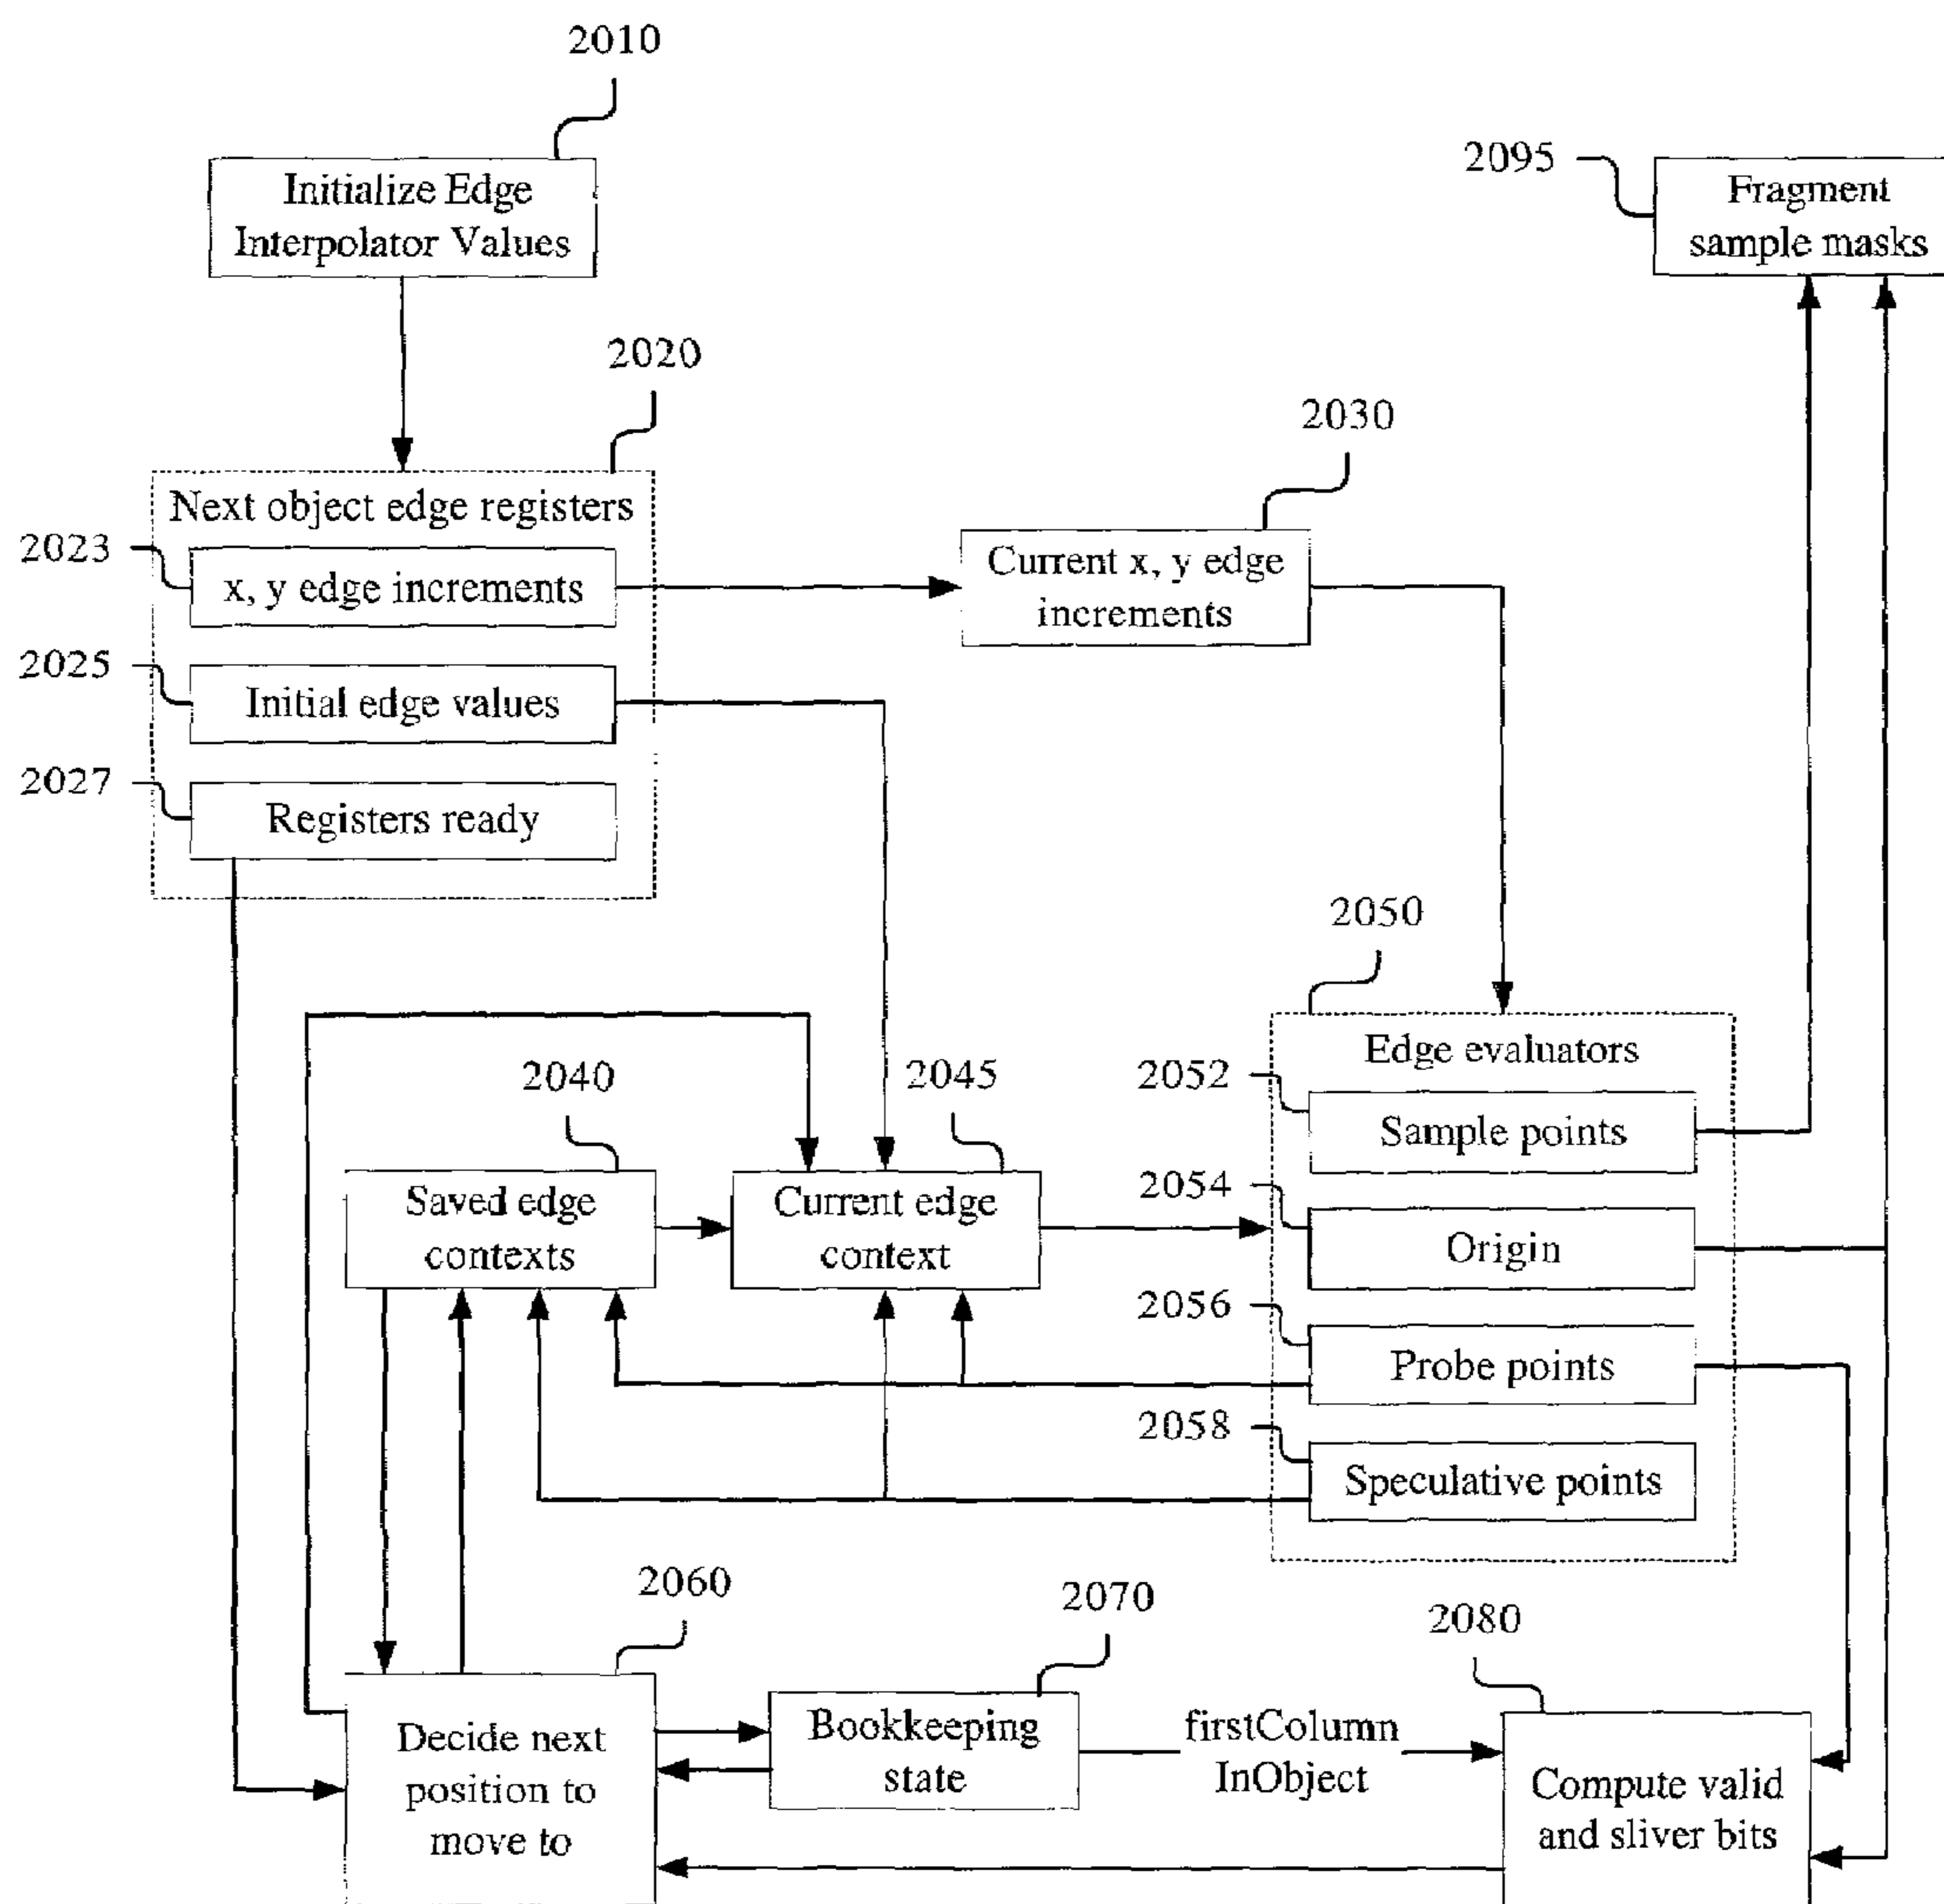 2010
Initialize Edge
Interpolator Values
2095
Fragment
sample masks
2020
Next object edge registers
2023
x, y edge increments
2025
Initial edge values
2027
Registers ready
2030
Current x, y edge
increments
2050
Edge evaluators
2052
Sample points
2054
Origin
2056
Probe points
2058
Speculative points
2040
Saved edge
contexts
2045
Current edge
context
2060
Decide next
position to
move to
2070
Bookkeeping
state
firstColumn
InObject
2080
Compute valid
and sliver bits